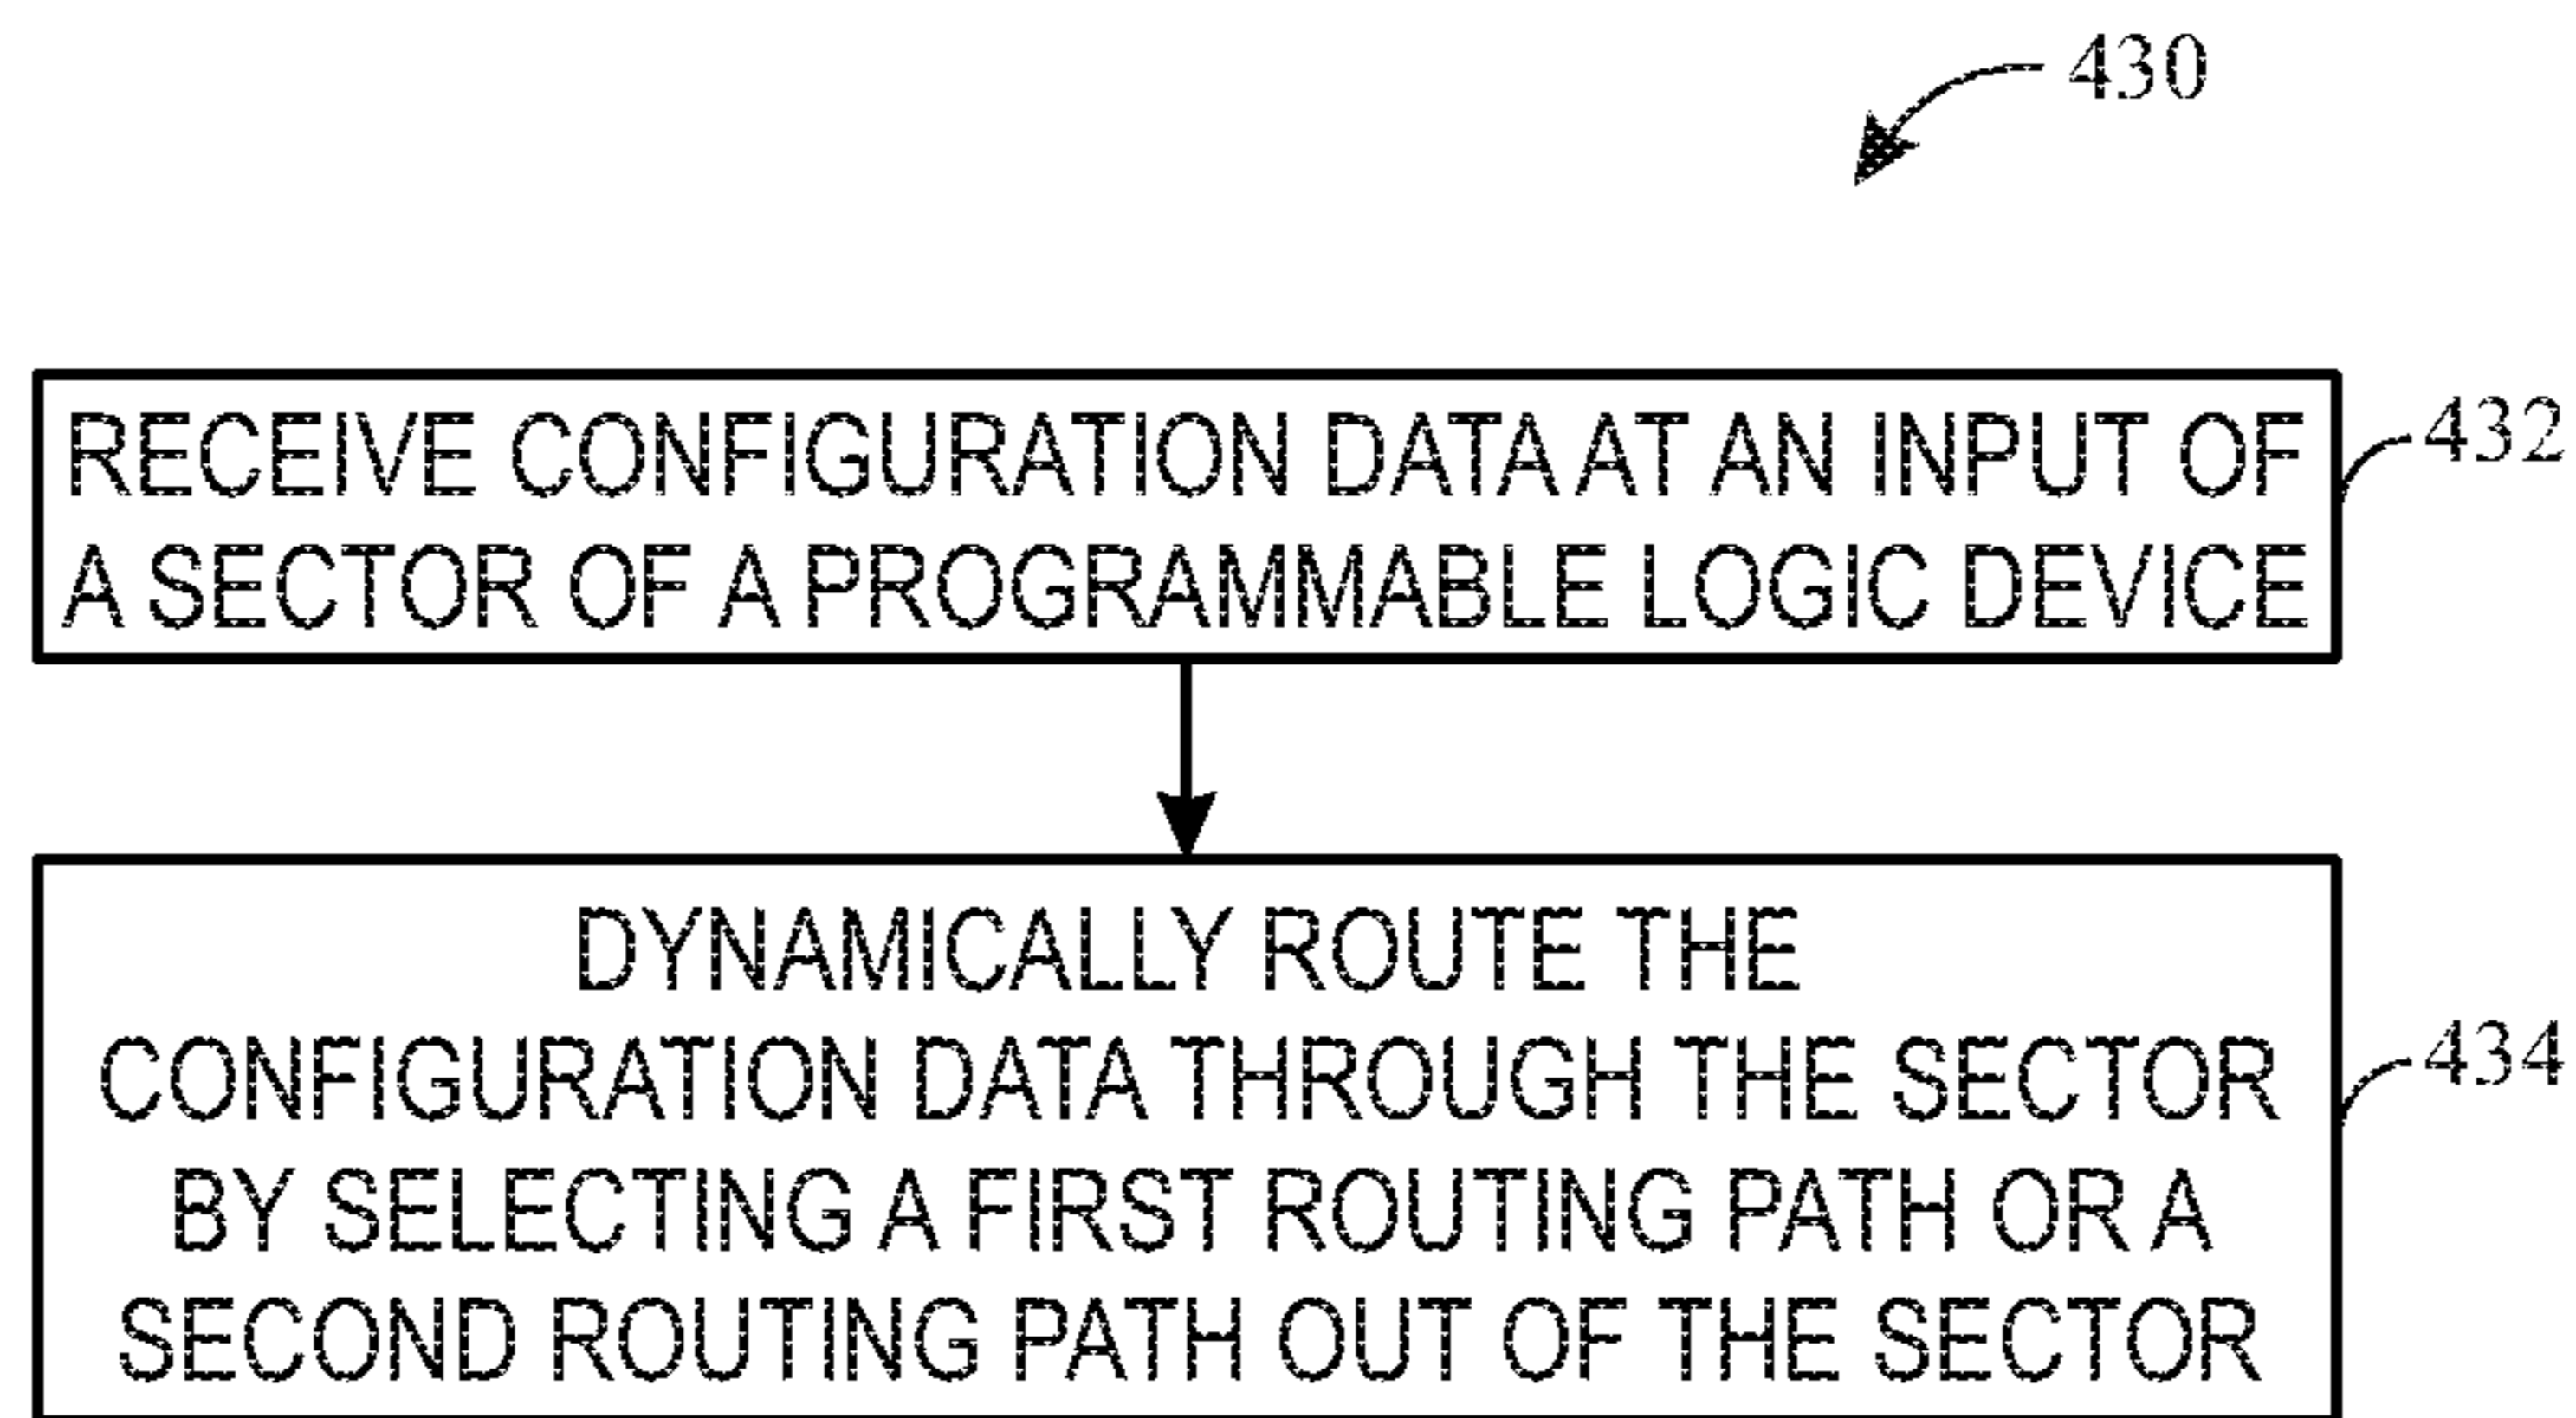 430
RECEIVE CONFIGURATION DATA AT AN INPUT OF
A SECTOR OF A PROGRAMMABLE LOGIC DEVICE
432
DYNAMICALLY ROUTE THE
CONFIGURATION DATA THROUGH THE SECTOR
BY SELECTING A FIRST ROUTING PATH OR A
SECOND ROUTING PATH OUT OF THE SECTOR
434